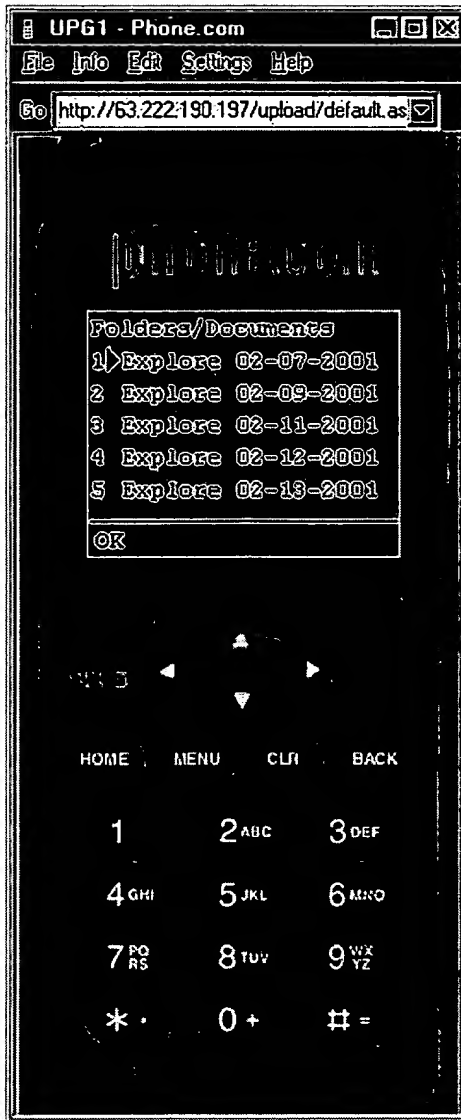 UPG1 - Phone.com
File Info Edit Settings Help
Go http://63.222.190.197/upload/default.as
phone.com
Folders/Documents
1 Explore 02-07-2001
2 Explore 02-09-2001
3 Explore 02-11-2001
4 Explore 02-12-2001
5 Explore 02-13-2001
OK
HOME MENU CLR BACK
1 2 ABC 3 DEF
4 GHI 5 JKL 6 MNO
7 PQRS 8 TUV 9 WXYZ
* . 0 + # =